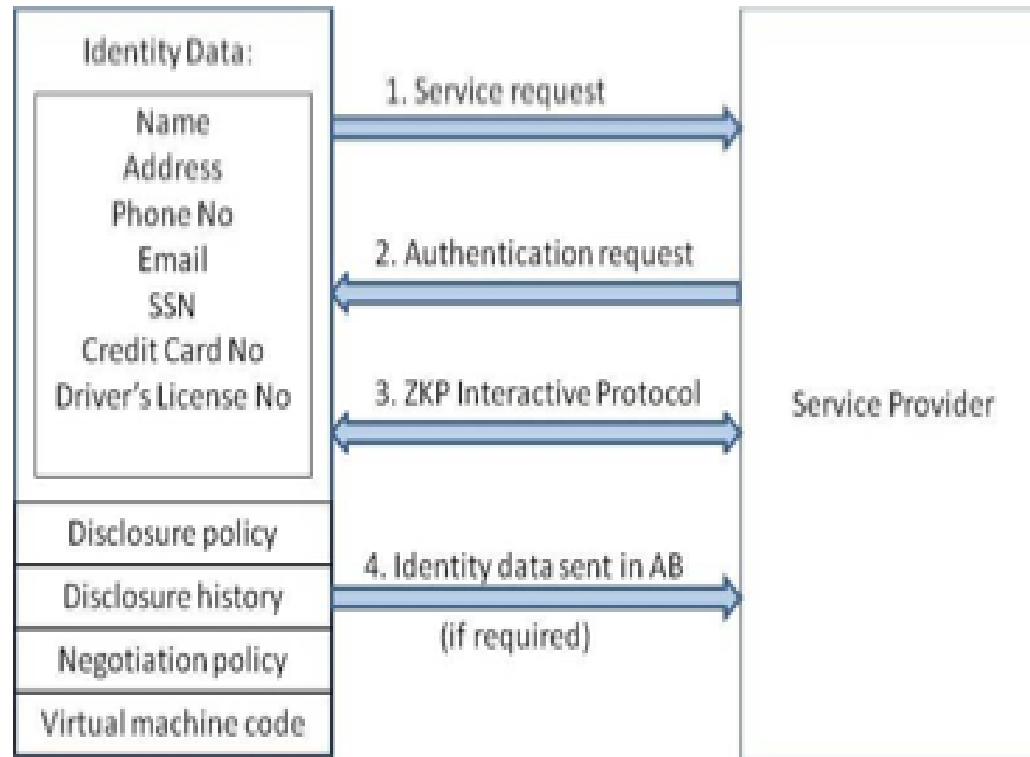 Identity Data:
Name
Address
Phone No
Email
SSN
Credit Card No
Driver's License No
Disclosure policy
Disclosure history
Negotiation policy
Virtual machine code
1. Service request
2. Authentication request
3. ZKP Interactive Protocol
4. Identity data sent in AB
(if required)
Service Provider